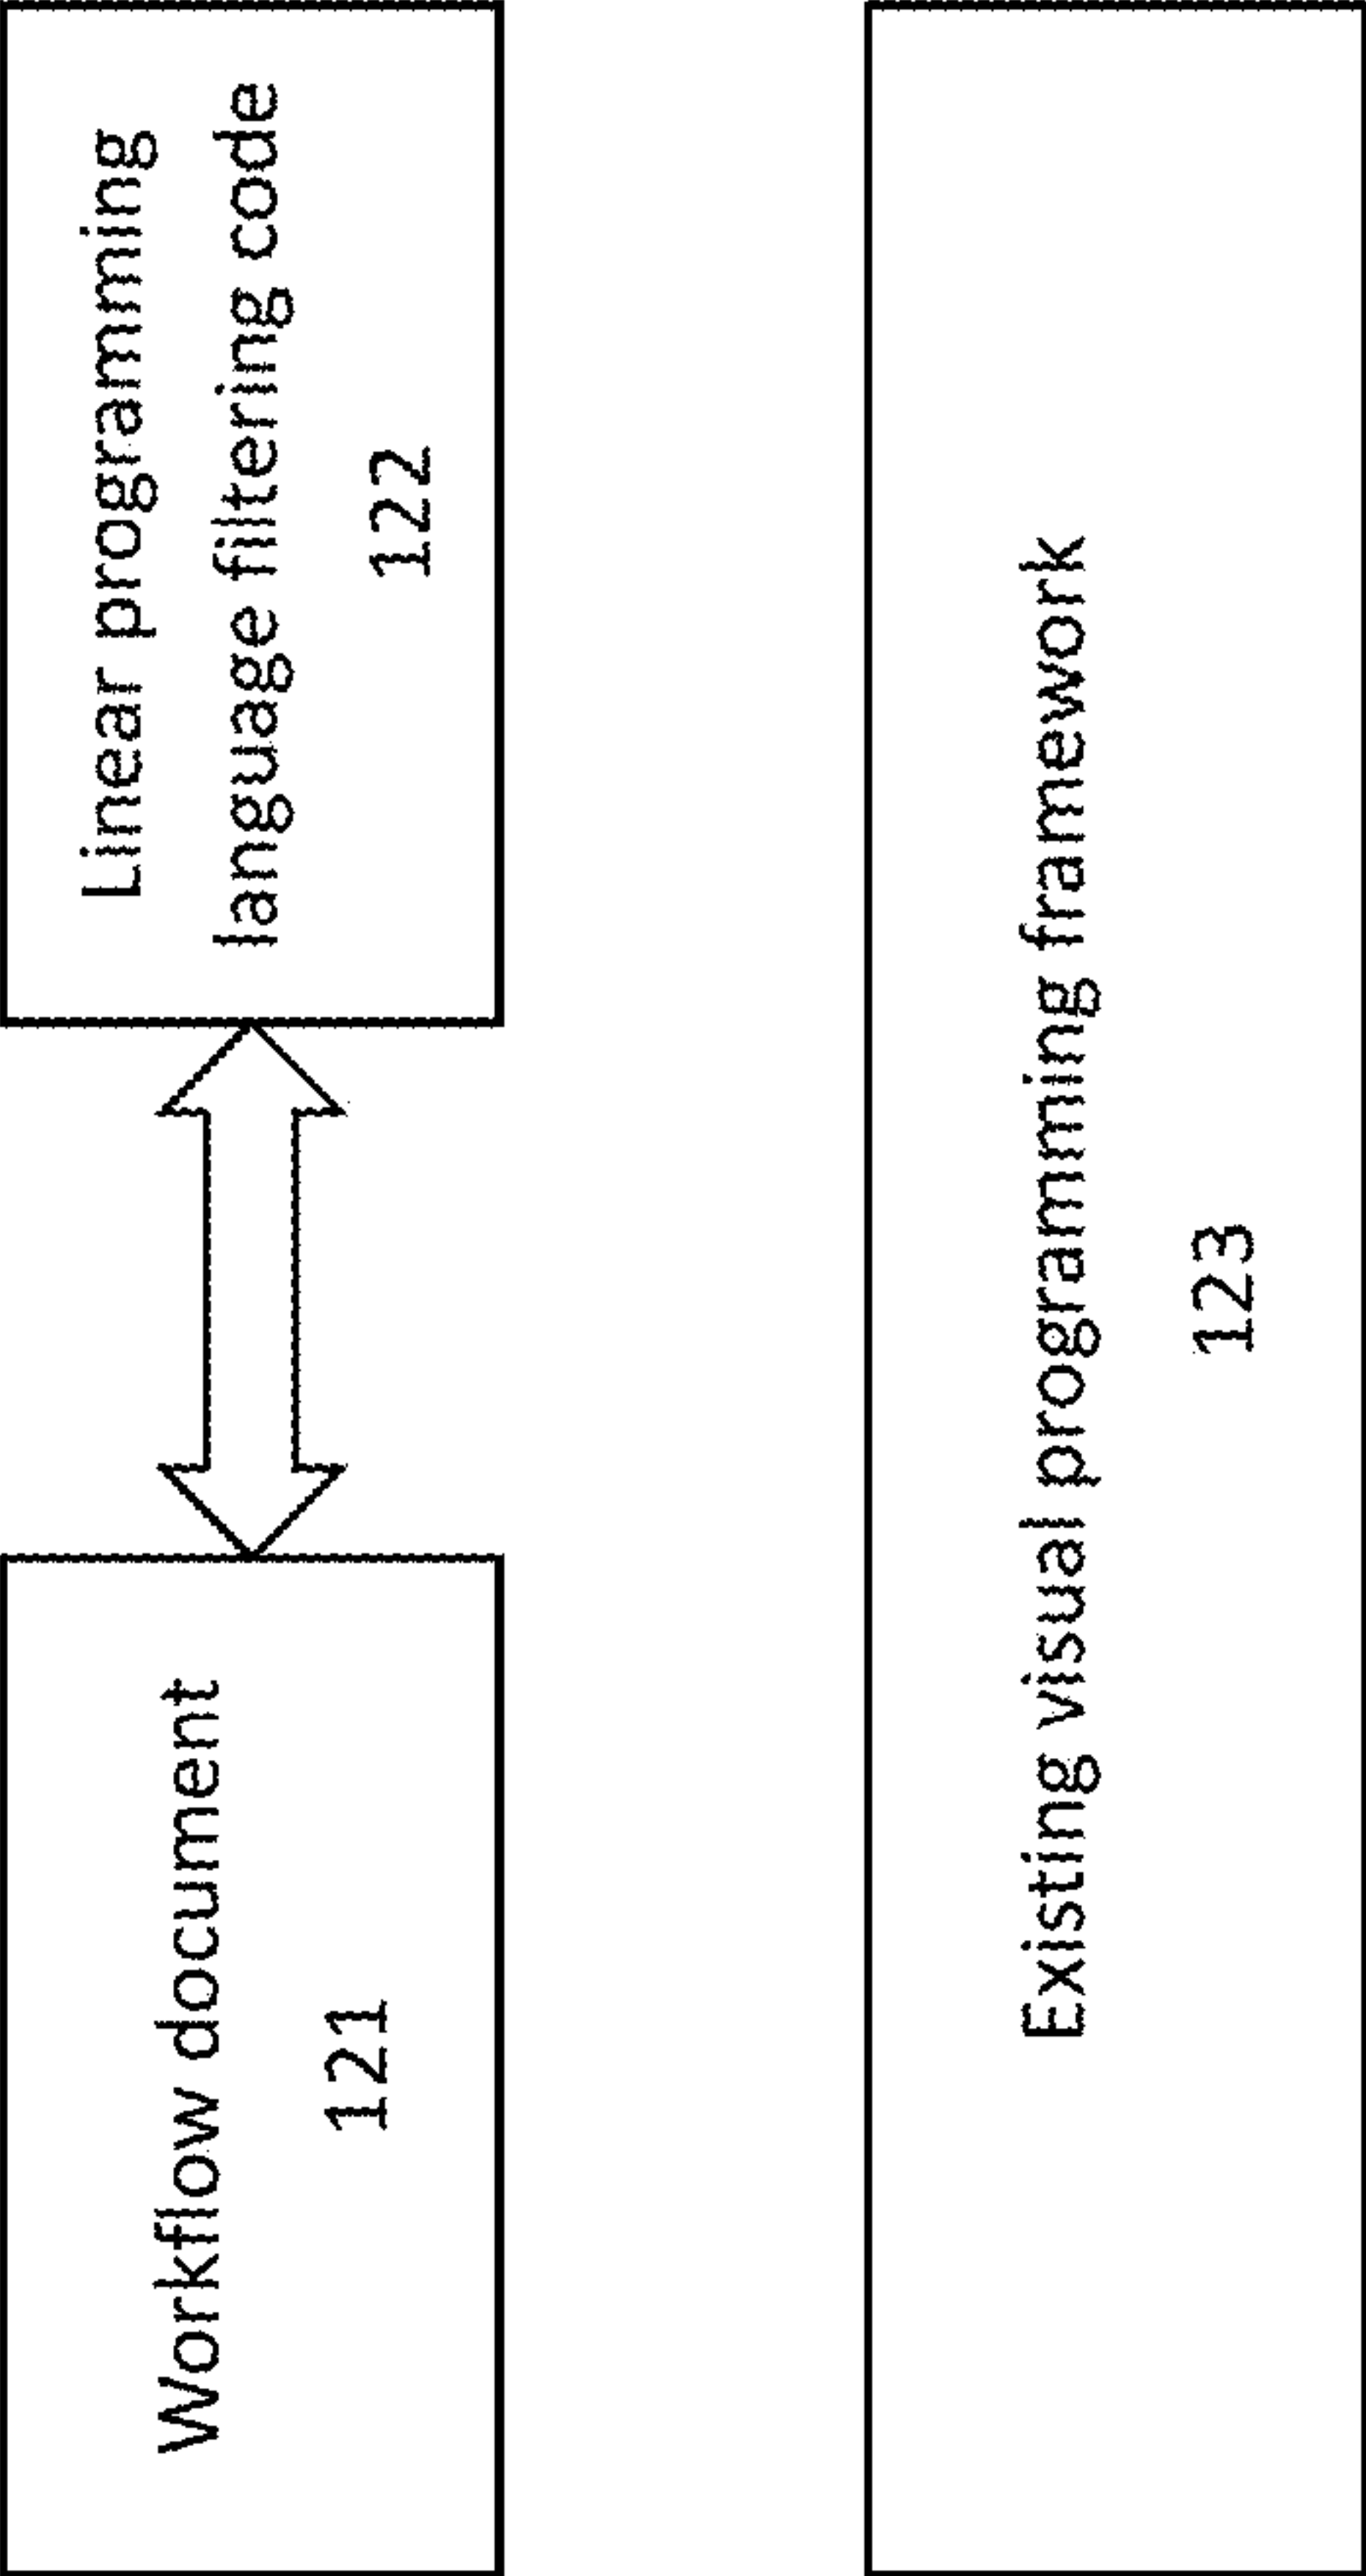 Workflow document
121
Linear programming
language filtering code
122
Existing visual programming framework
123